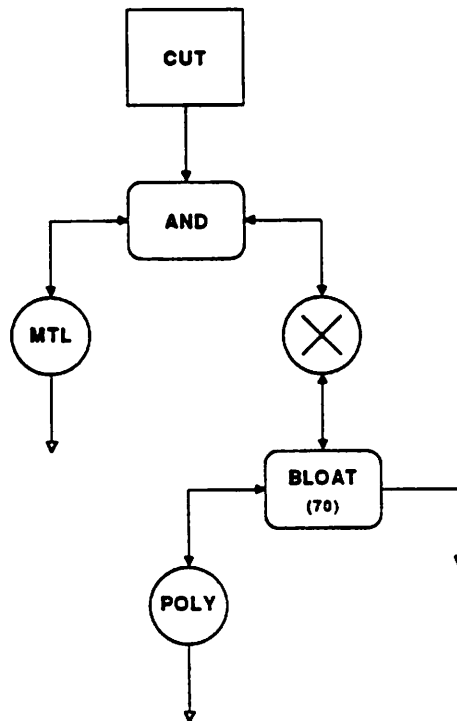 CUT
AND
MTL
BLOAT
(70)
POLY